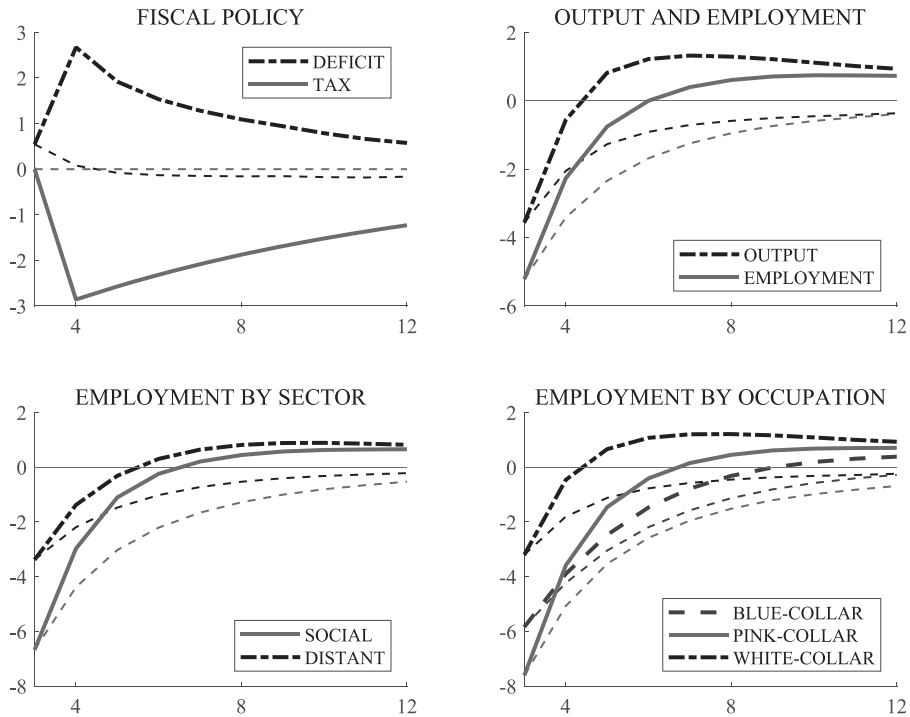 FISCAL POLICY
3
2
1
0
-1
-2
-3
4
8
12
DEFICIT
TAX
OUTPUT AND EMPLOYMENT
2
0
-2
-4
-6
4
8
12
OUTPUT
EMPLOYMENT
EMPLOYMENT BY SECTOR
2
0
-2
-4
-6
-8
4
8
12
SOCIAL
DISTANT
EMPLOYMENT BY OCCUPATION
2
0
-2
-4
-6
-8
4
8
12
BLUE-COLLAR
PINK-COLLAR
WHITE-COLLAR